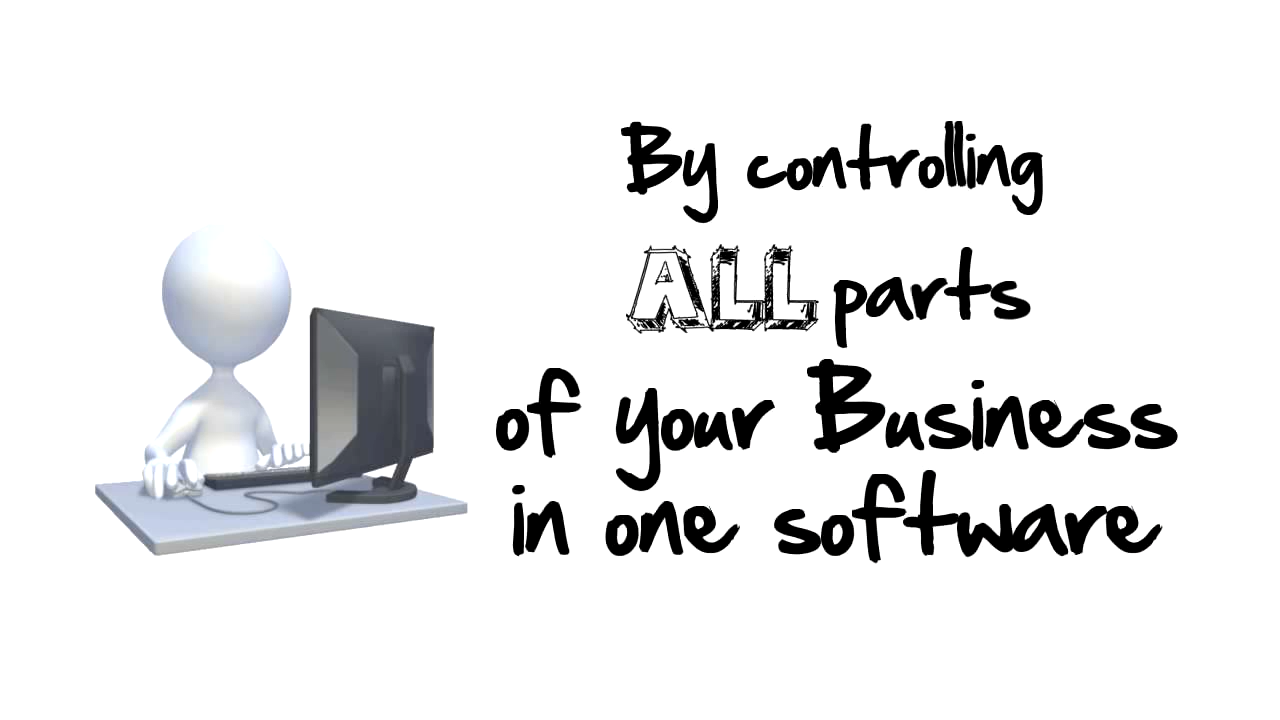 By controlling
ALL parts
of your Business
in one software